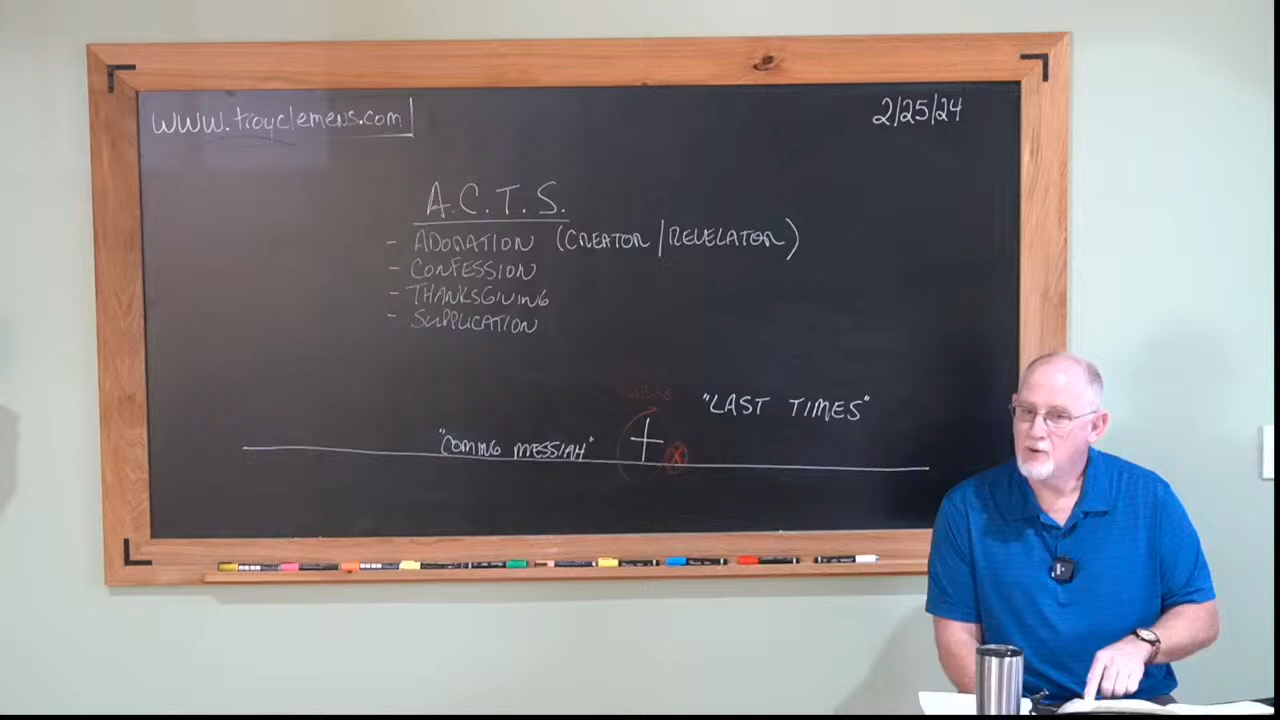 www.troyclemens.com
2/25/24
A.C.T.S.
- ADORATION (CREATOR/REVELATOR)
- CONFESSION
- THANKSGIVING
- SUPPLICATION
"LAST TIMES"
"COMING MESSIAH"
X